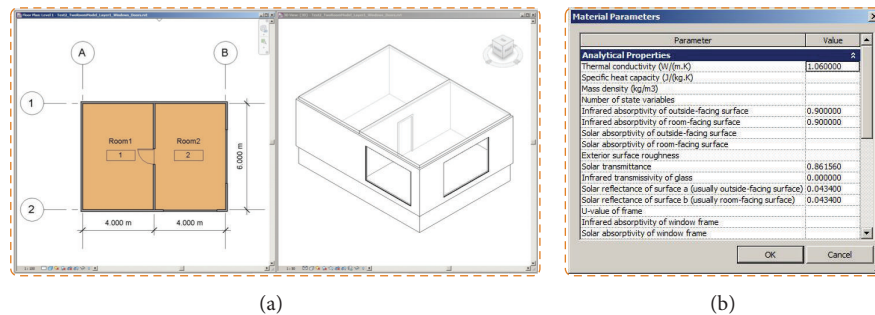 A
B
1
Room1
1
Room2
2
6.000 m
2
4.000 m
4.000 m
(a)
Material Parameters
Parameter Value
Analytical Properties
Thermal conductivity (W/(m.K) 1.060000
Specific heat capacity (J/(kg.K)
Mass density (kg/m3)
Number of state variables
Infrared absorptivity of outside-facing surface 0.900000
Infrared absorptivity of room-facing surface 0.900000
Solar absorptivity of outside-facing surface
Solar absorptivity of room-facing surface
Exterior surface roughness
Solar transmittance 0.861560
Infrared transmissivity of glass 0.000000
Solar reflectance of surface a (usually outside-facing surface) 0.043400
Solar reflectance of surface b (usually room-facing surface) 0.043400
U-value of frame
Infrared absorptivity of window frame
Solar absorptivity of window frame
OK Cancel
(b)